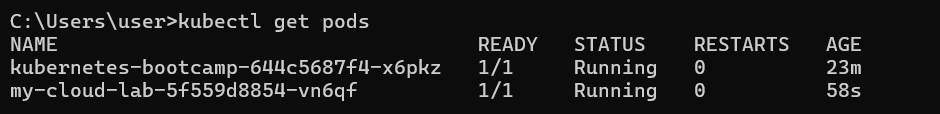 C:\Users\user>kubectl get pods
NAME READY STATUS RESTARTS AGE
kubernetes-bootcamp-644c5687f4-x6pkz 1/1 Running 0 23m
my-cloud-lab-5f559d8854-vn6qf 1/1 Running 0 58s